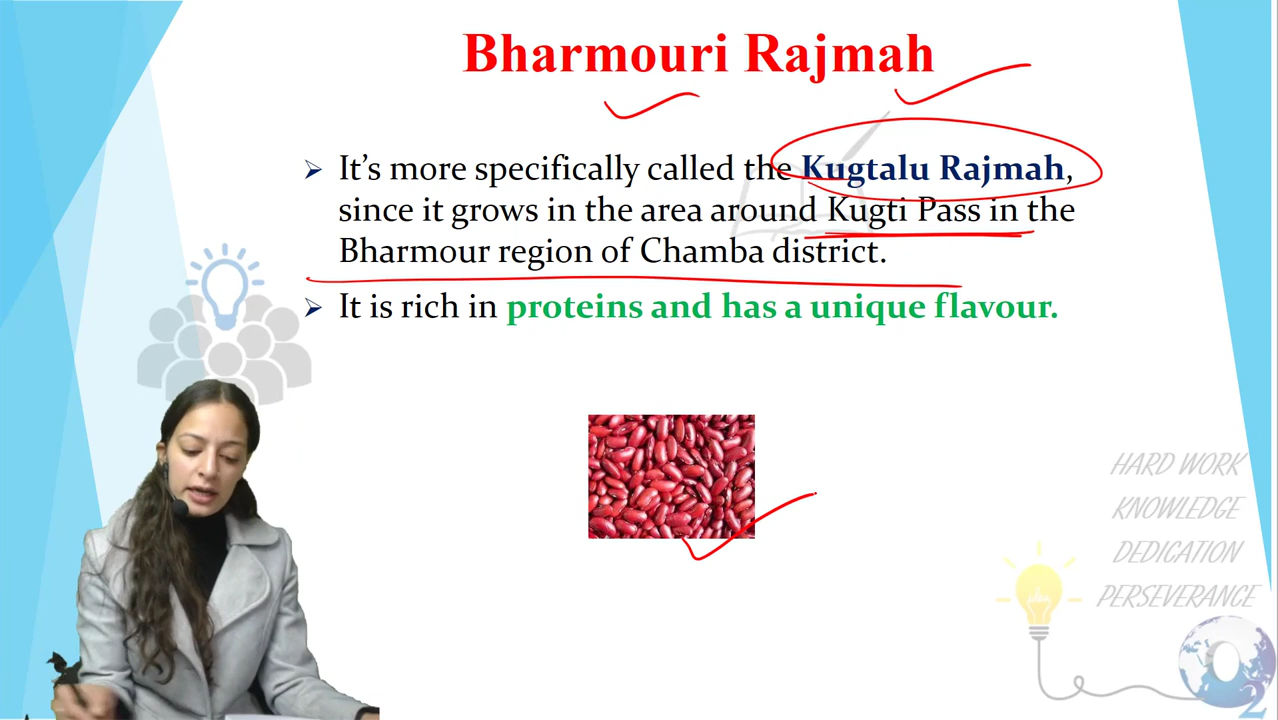 Bharmouri Rajmah
➢ It’s more specifically called the Kugtalu Rajmah,
since it grows in the area around Kugti Pass in the
Bharmour region of Chamba district.
➢ It is rich in proteins and has a unique flavour.
HARD WORK
KNOWLEDGE
DEDICATION
PERSEVERANCE
O2